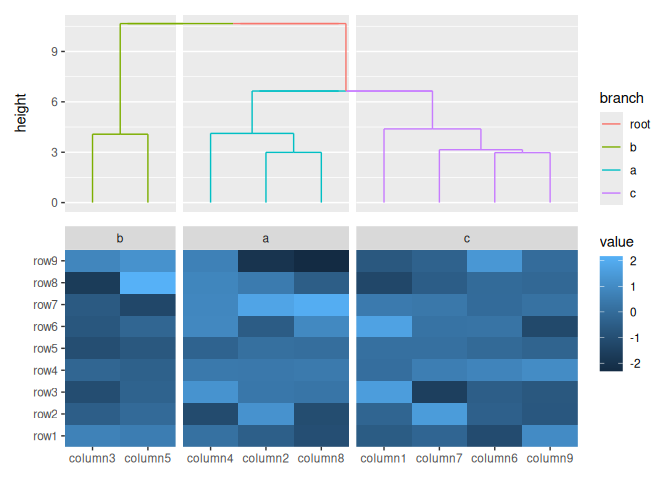 height
9
6
3
0
branch
root
b
a
c
b a c
row9
row8
row7
row6
row5
row4
row3
row2
row1
column3 column5 column4 column2 column8 column1 column7 column6 column9
value
2
1
0
-1
-2